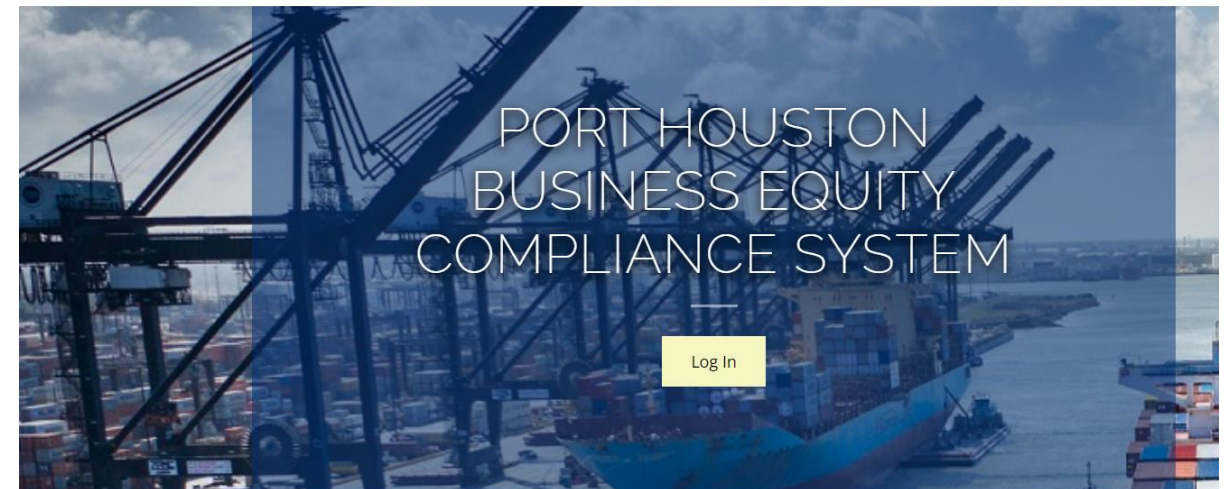 PORT HOUSTON
BUSINESS EQUITY
COMPLIANCE SYSTEM
Log In